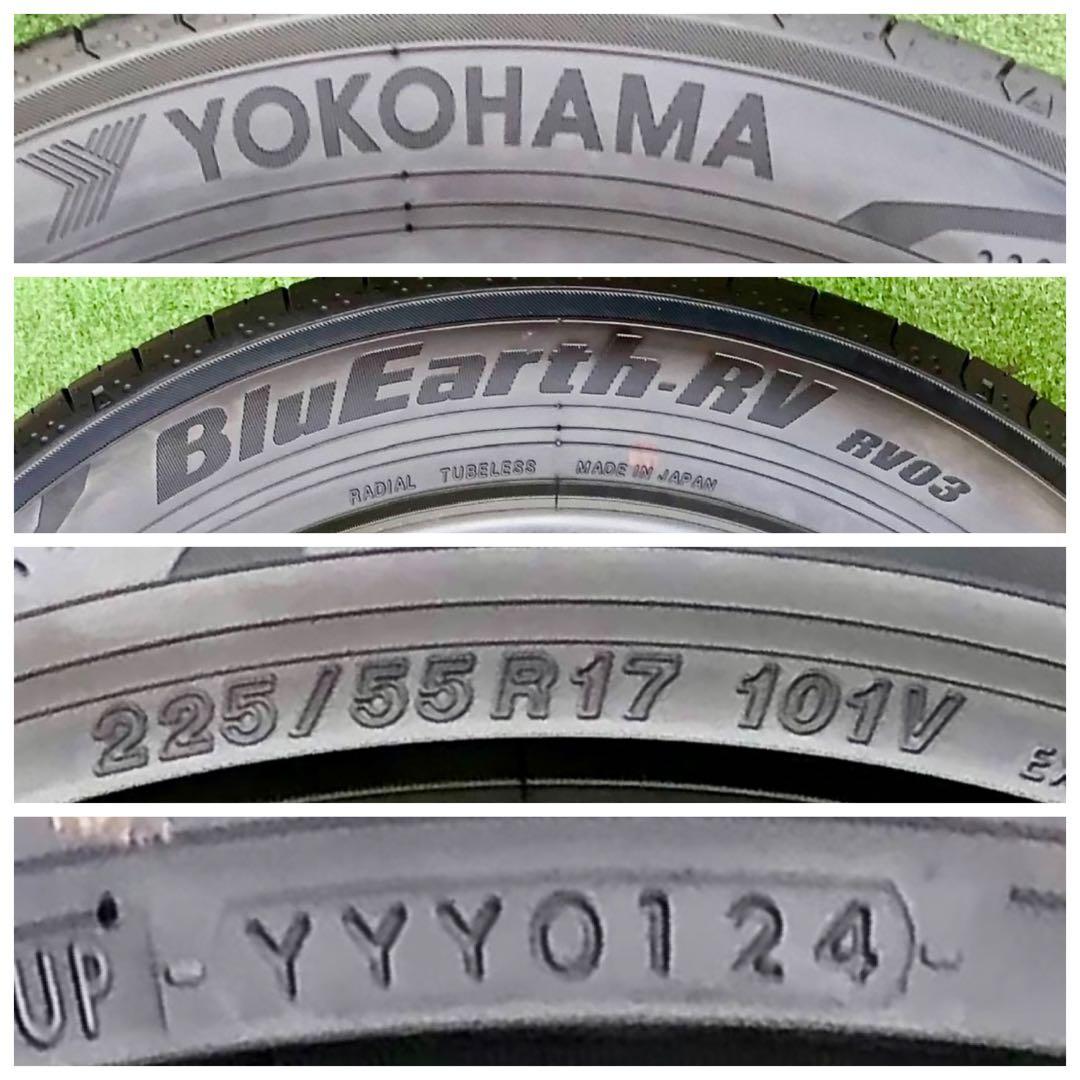 YOKOHAMA
BluEarth-RV RV03
RADIAL TUBELESS MADE IN JAPAN
225/55R17 101V
UP YYY0124